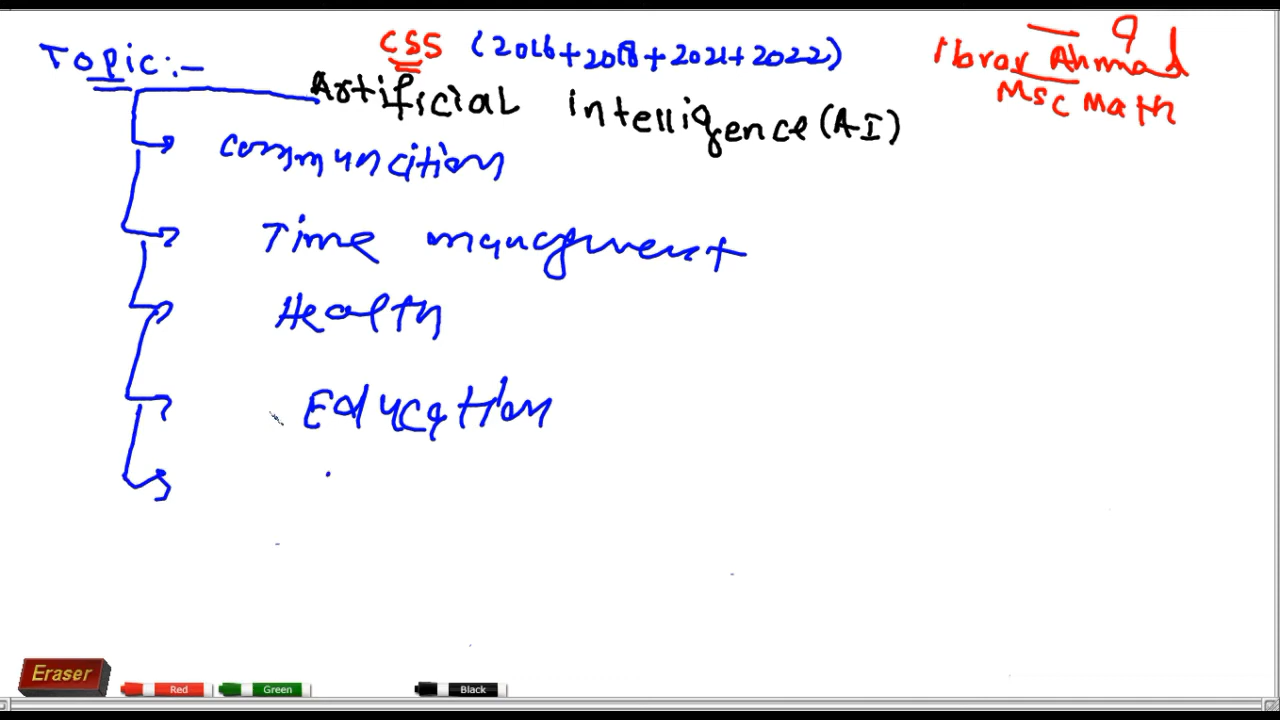 Topic:-
CSS (2016+2018+2021+2022)
Artificial intelligence (AI)
Ibrar Ahmad
MSC Math
communcition
Time management
Health
Education
Eraser
Red Green Black